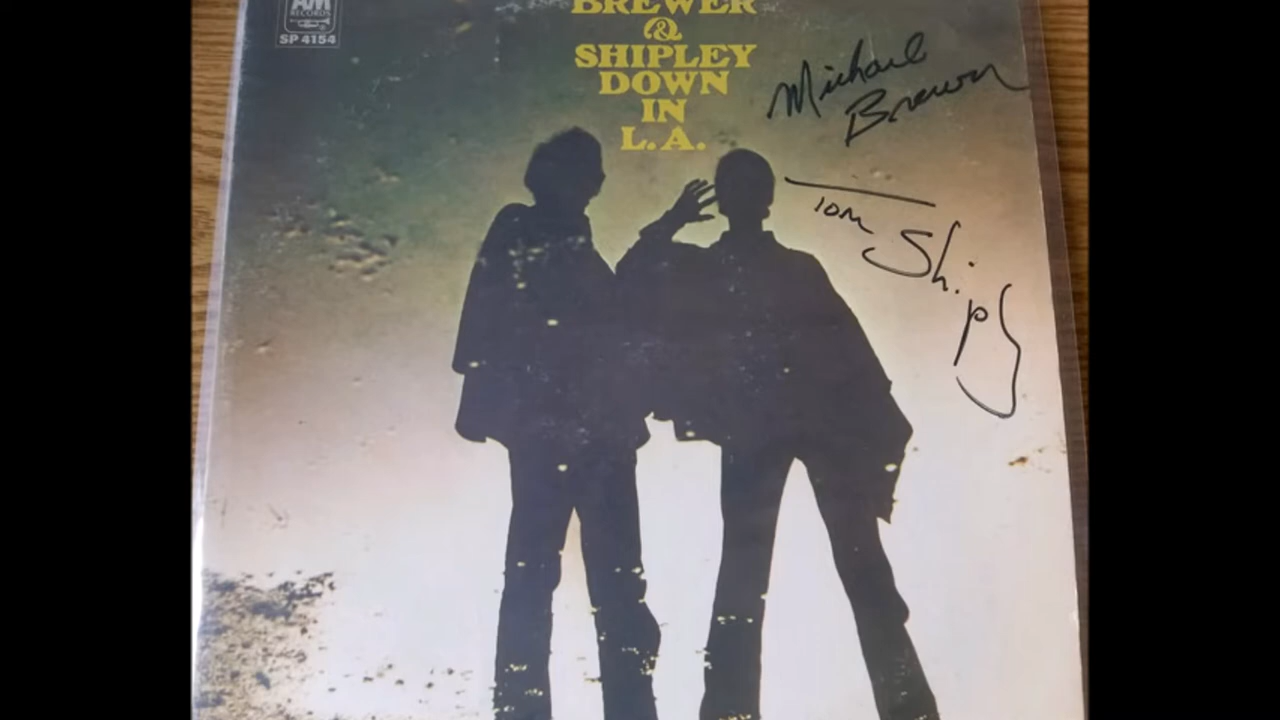 A&M
RECORDS
SP 4154
BREWER
&
SHIPLEY
DOWN
IN
L.A.
Michael
Brewer
Tom
Shipley